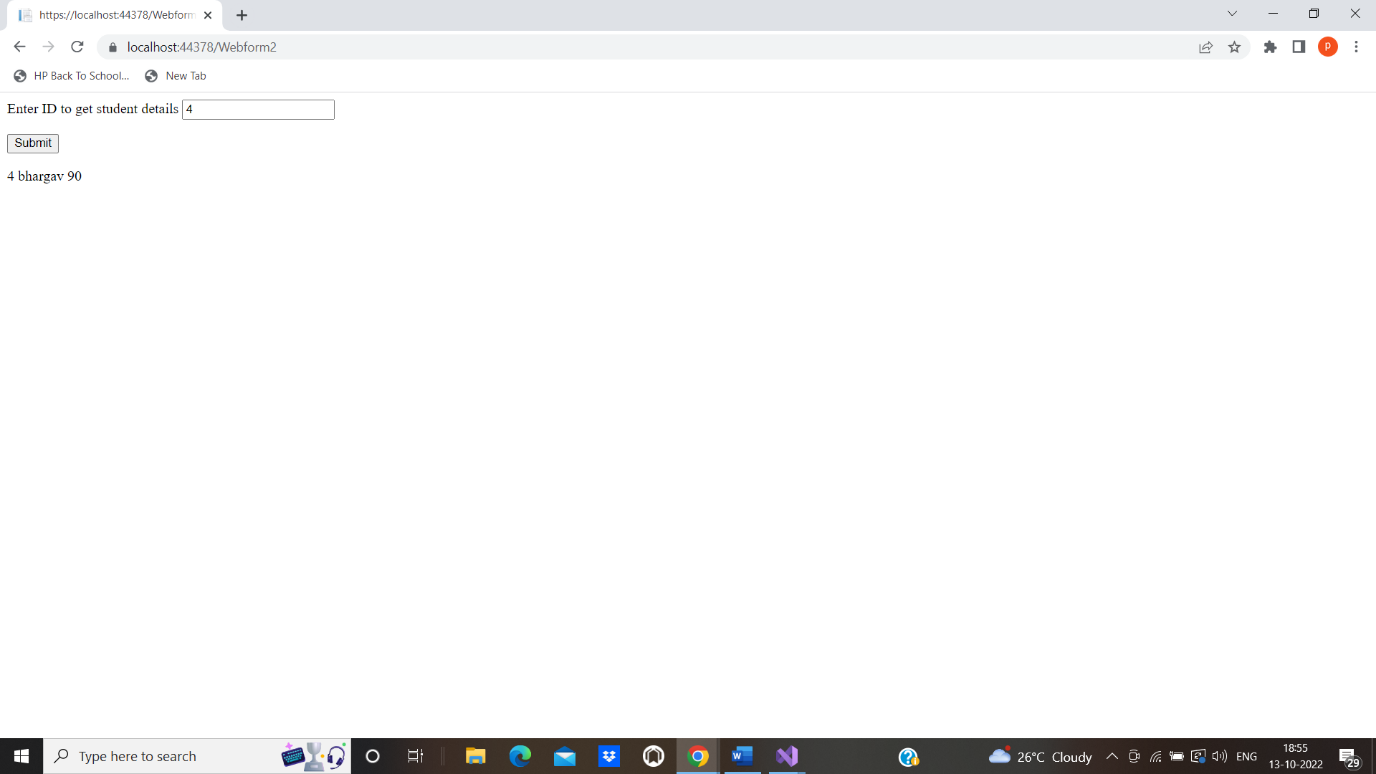 https://localhost:44378/Webform
localhost:44378/Webform2
P
HP Back To School... New Tab
Enter ID to get student details 4
Submit
4 bhargav 90
Type here to search
W
26°C Cloudy
ENG
18:55
13-10-2022
29